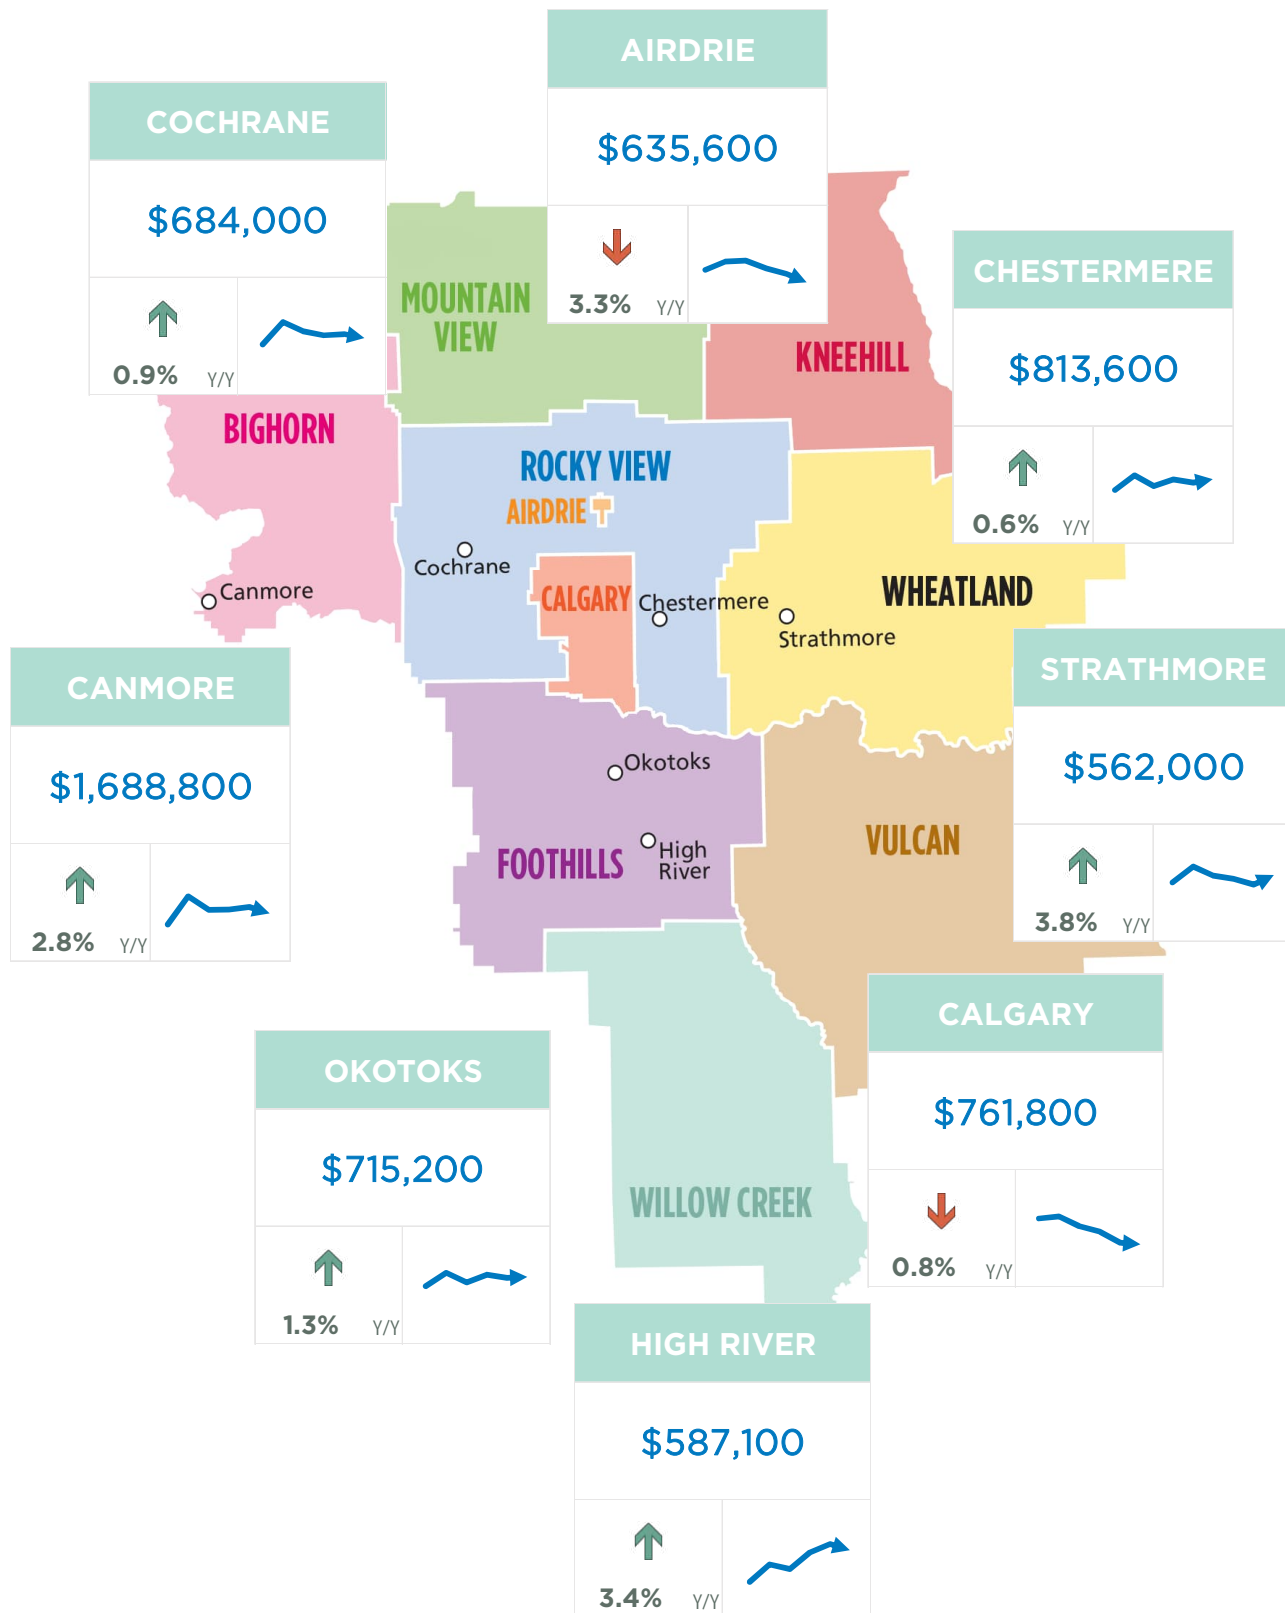 AIRDRIE
$635,600
3.3% Y/Y
COCHRANE
$684,000
0.9% Y/Y
CHESTERMERE
$813,600
0.6% Y/Y
MOUNTAIN
VIEW
KNEEHILL
BIGHORN
ROCKY VIEW
AIRDRIE
Cochrane
Canmore
CALGARY
Chestermere
WHEATLAND
Strathmore
CANMORE
$1,688,800
2.8% Y/Y
STRATHMORE
$562,000
3.8% Y/Y
Okotoks
FOOTHILLS
High
River
VULCAN
CALGARY
$761,800
0.8% Y/Y
OKOTOKS
$715,200
1.3% Y/Y
WILLOW CREEK
HIGH RIVER
$587,100
3.4% Y/Y